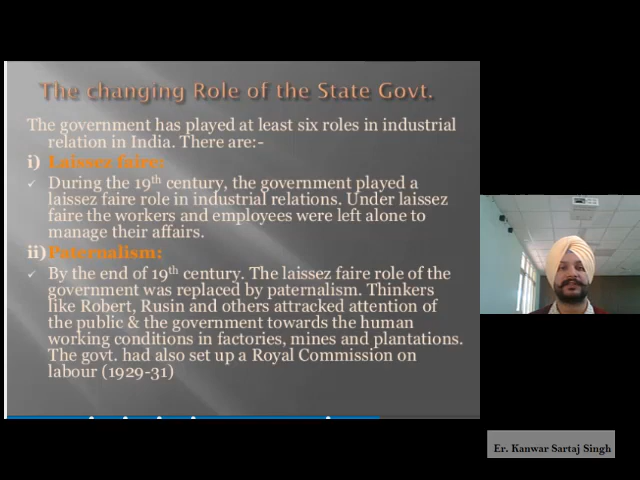 The changing Role of the State Govt.
The government has played at least six roles in industrial
relation in India. There are:-
i) Laissez faire:
✓ During the 19th century, the government played a
laissez faire role in industrial relations. Under laissez
faire the workers and employees were left alone to
manage their affairs.
ii) Paternalism:
✓ By the end of 19th century. The laissez faire role of the
government was replaced by paternalism. Thinkers
like Robert, Rusin and others attracked attention of
the public & the government towards the human
working conditions in factories, mines and plantations.
The govt. had also set up a Royal Commission on
labour (1929-31)
Er. Kanwar Sartaj Singh